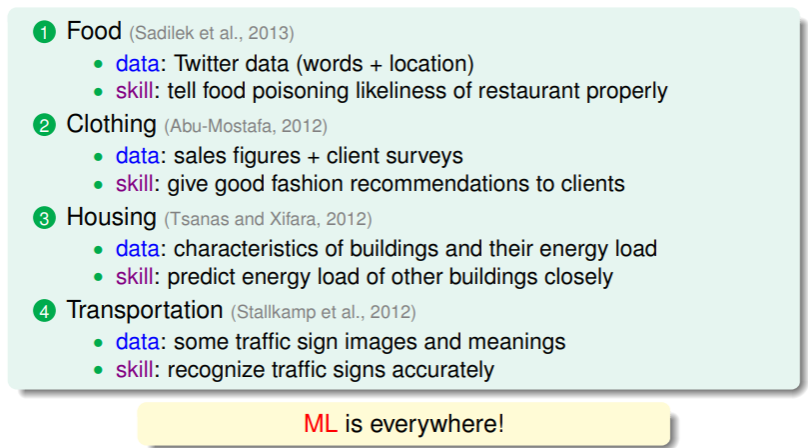 1 Food (Sadilek et al., 2013)
• data: Twitter data (words + location)
• skill: tell food poisoning likeliness of restaurant properly
2 Clothing (Abu-Mostafa, 2012)
• data: sales figures + client surveys
• skill: give good fashion recommendations to clients
3 Housing (Tsanas and Xifara, 2012)
• data: characteristics of buildings and their energy load
• skill: predict energy load of other buildings closely
4 Transportation (Stallkamp et al., 2012)
• data: some traffic sign images and meanings
• skill: recognize traffic signs accurately
ML is everywhere!